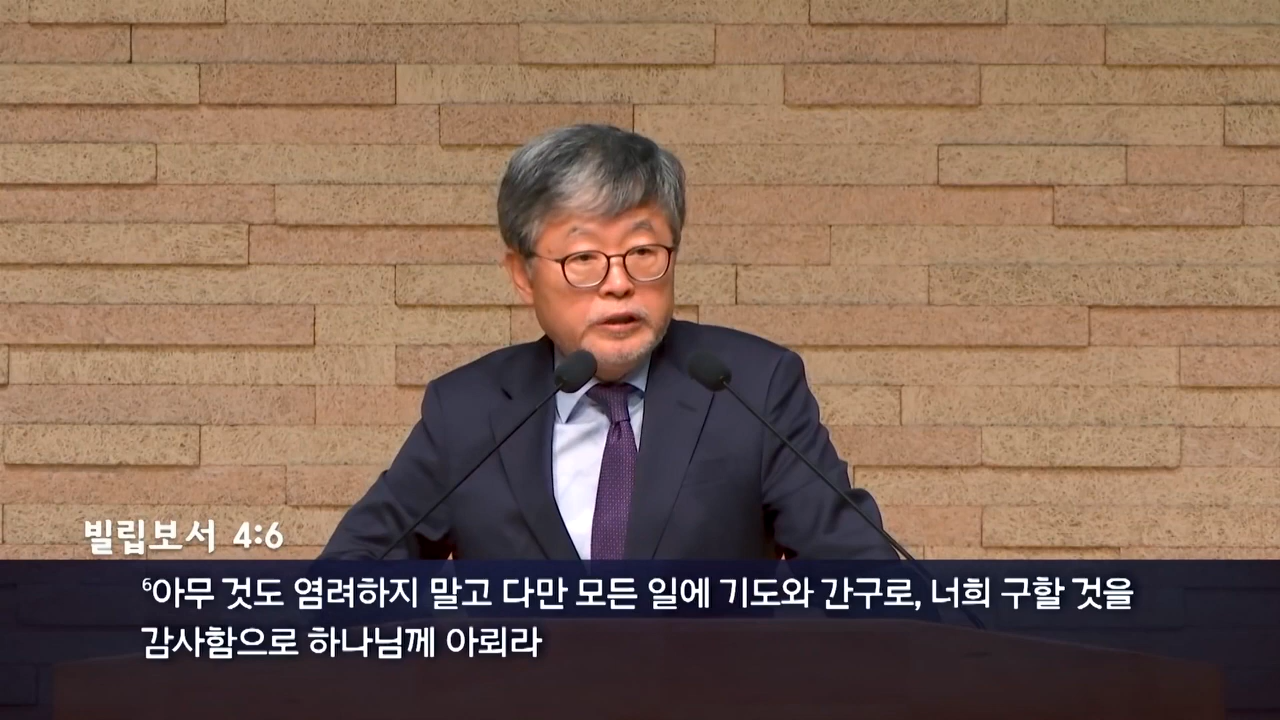 빌립보서 4:6
⁶아무 것도 염려하지 말고 다만 모든 일에 기도와 간구로, 너희 구할 것을
감사함으로 하나님께 아뢰라